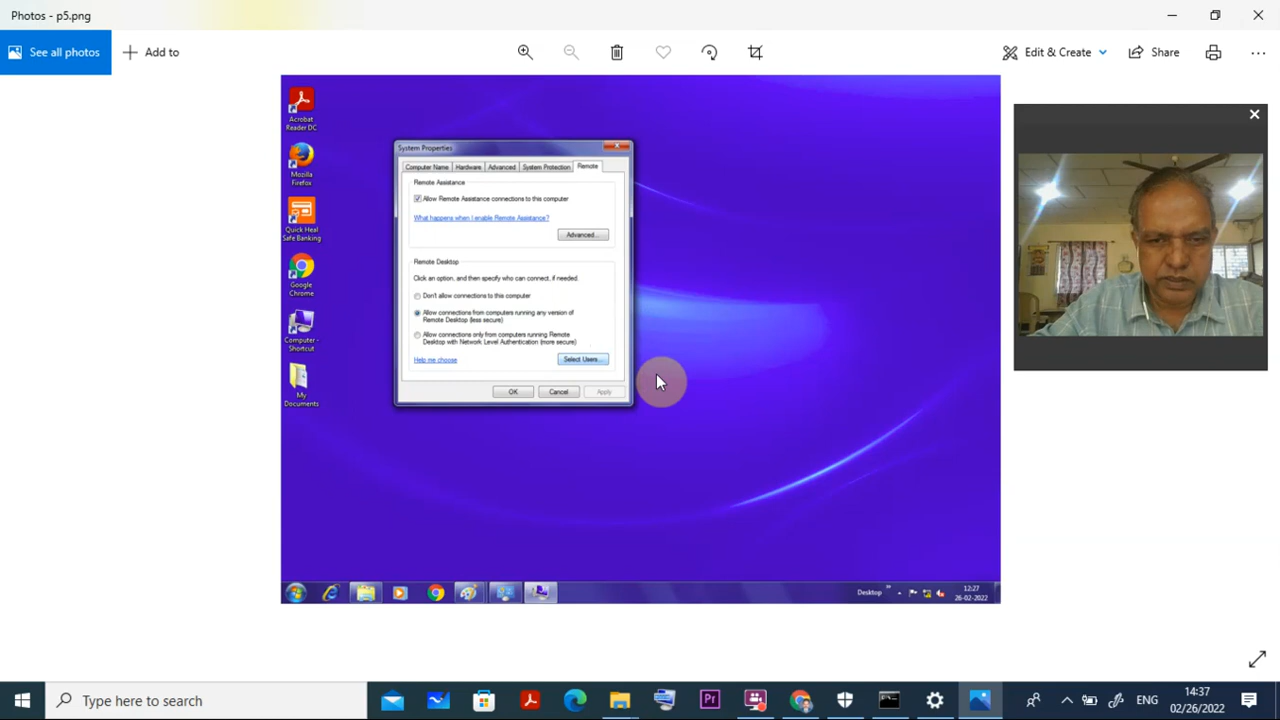 Photos - p5.png
See all photos
Add to
Edit & Create
Share
Acrobat
Reader DC
Mozilla
Firefox
Quick Heal
Safe Banking
Google
Chrome
Computer -
Shortcut
My
Documents
System Properties
Computer Name
Hardware
Advanced
System Protection
Remote
Remote Assistance
Allow Remote Assistance connections to this computer
What happens when I enable Remote Assistance?
Advanced...
Remote Desktop
Click an option, and then specify who can connect, if needed.
Don't allow connections to this computer
Allow connections from computers running any version of
Remote Desktop (less secure)
Allow connections only from computers running Remote
Desktop with Network Level Authentication (more secure)
Help me choose
Select Users...
OK
Cancel
Apply
Desktop
12:27
26-02-2022
Type here to search
ENG
14:37
02/26/2022